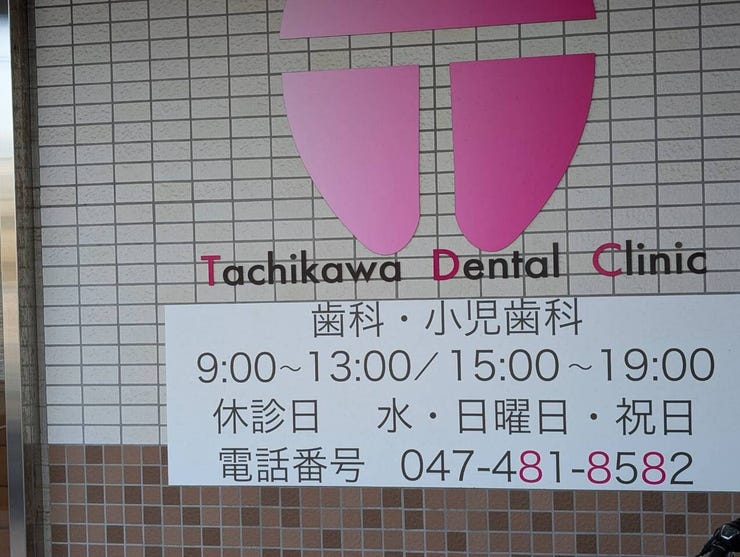 Tachikawa Dental Clinic
歯科・小児歯科
9:00~13:00/15:00~19:00
休診日 水・日曜日・祝日
電話番号 047-481-8582